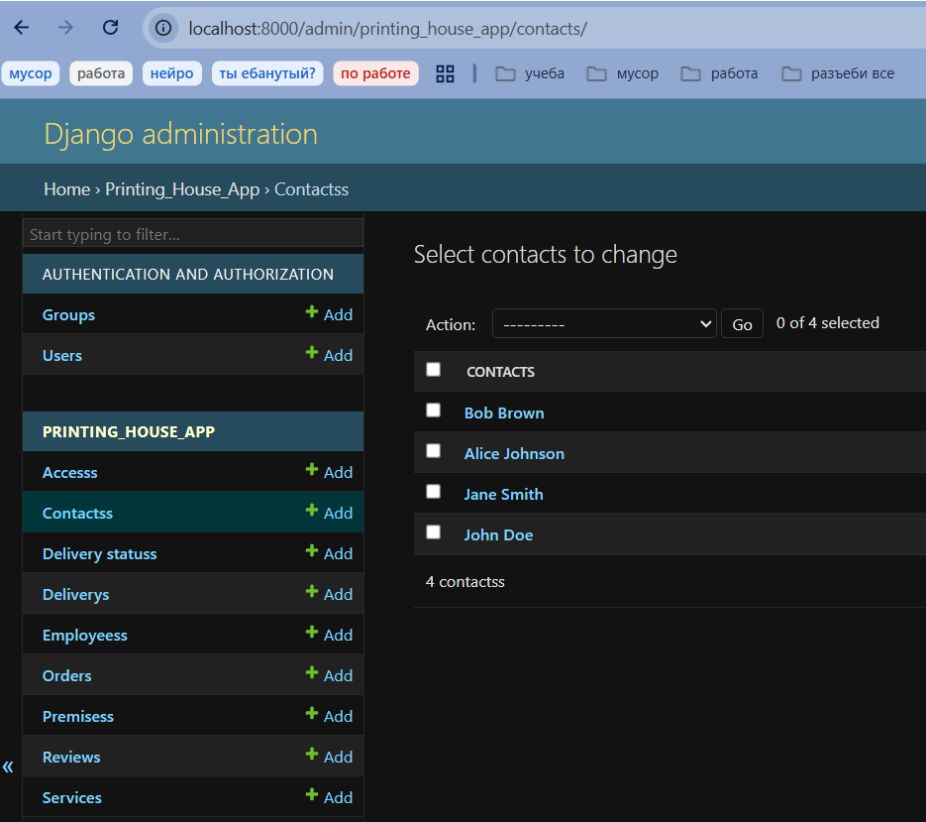 localhost:8000/admin/printing_house_app/contacts/
мусор работа нейро ты ебанутый? по работе учеба мусор работа разъеби все
Django administration
Home › Printing_House_App › Contactss
Start typing to filter...
AUTHENTICATION AND AUTHORIZATION
Groups + Add
Users + Add
PRINTING_HOUSE_APP
Accesss + Add
Contactss + Add
Delivery statuss + Add
Deliverys + Add
Employeess + Add
Orders + Add
Premisess + Add
Reviews + Add
Services + Add
«
Select contacts to change
Action: --------- Go 0 of 4 selected
CONTACTS
Bob Brown
Alice Johnson
Jane Smith
John Doe
4 contactss